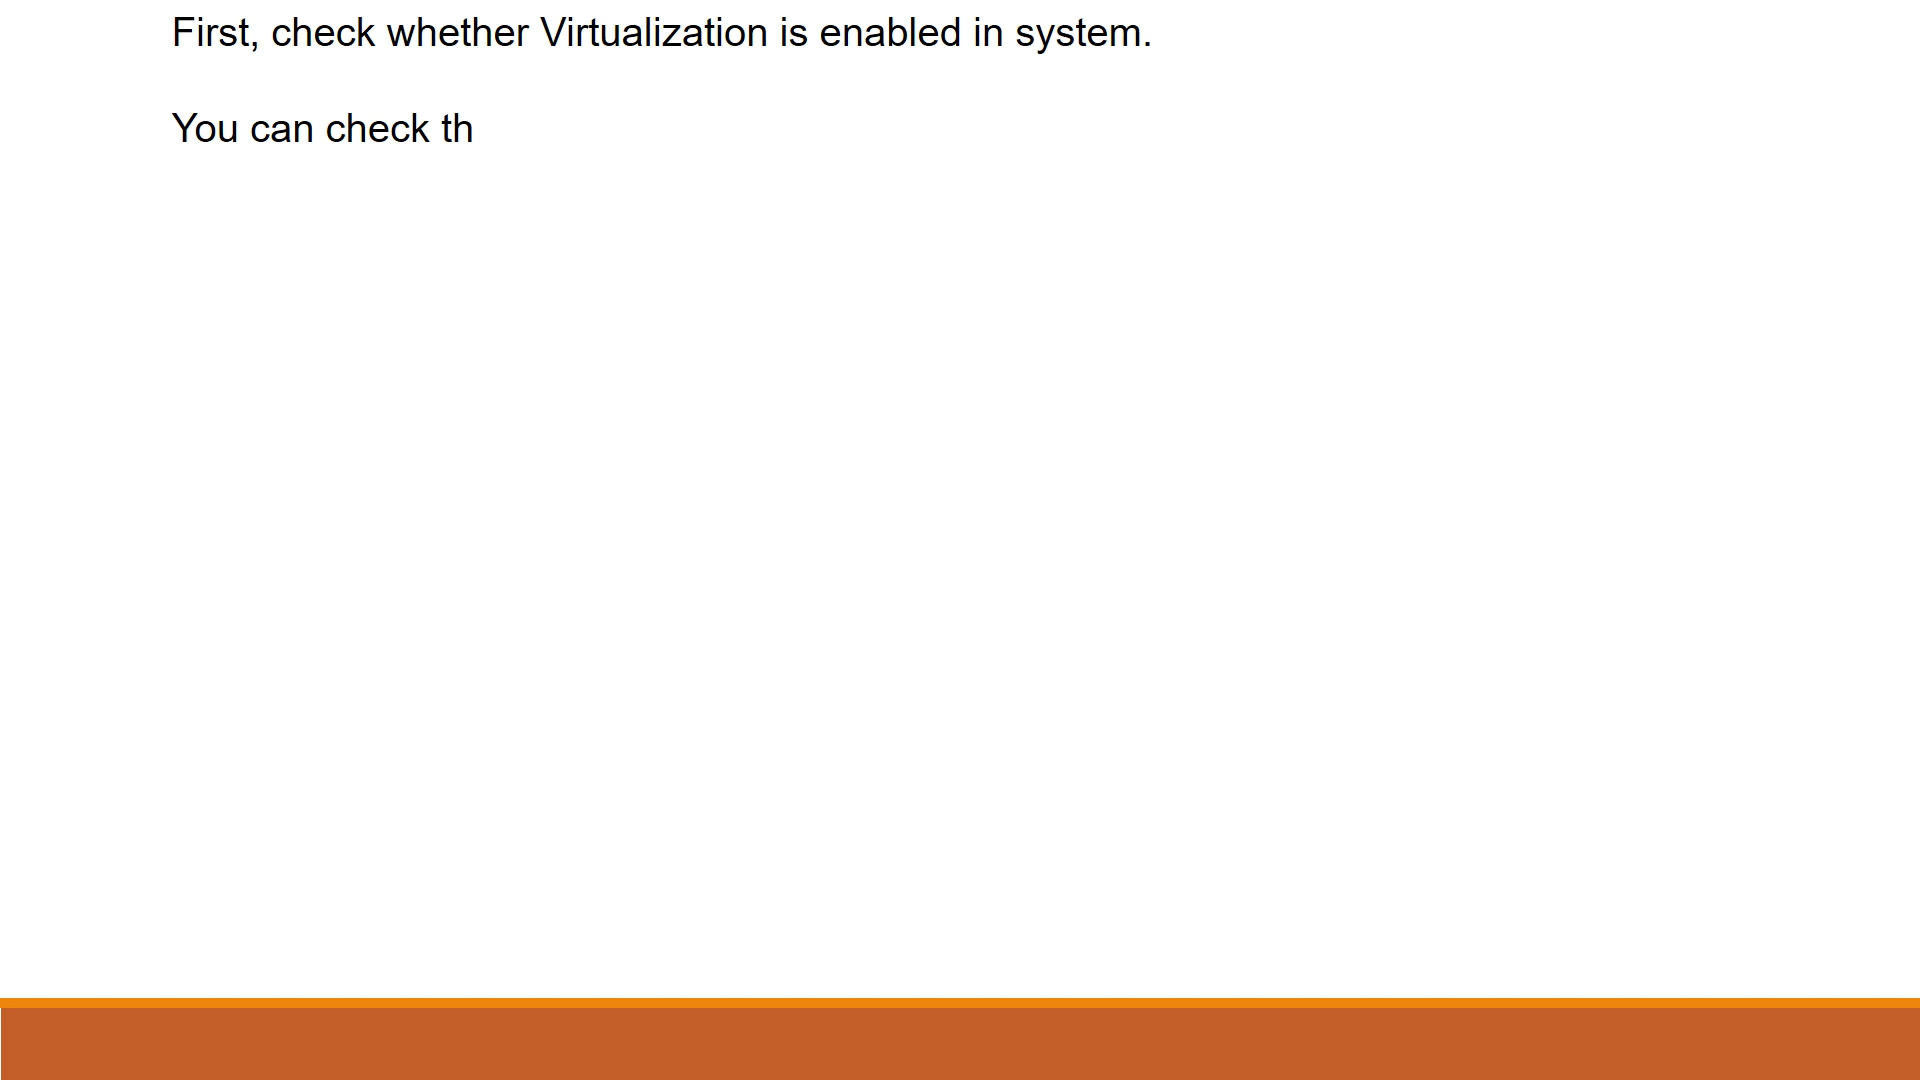 First, check whether Virtualization is enabled in system.
You can check th